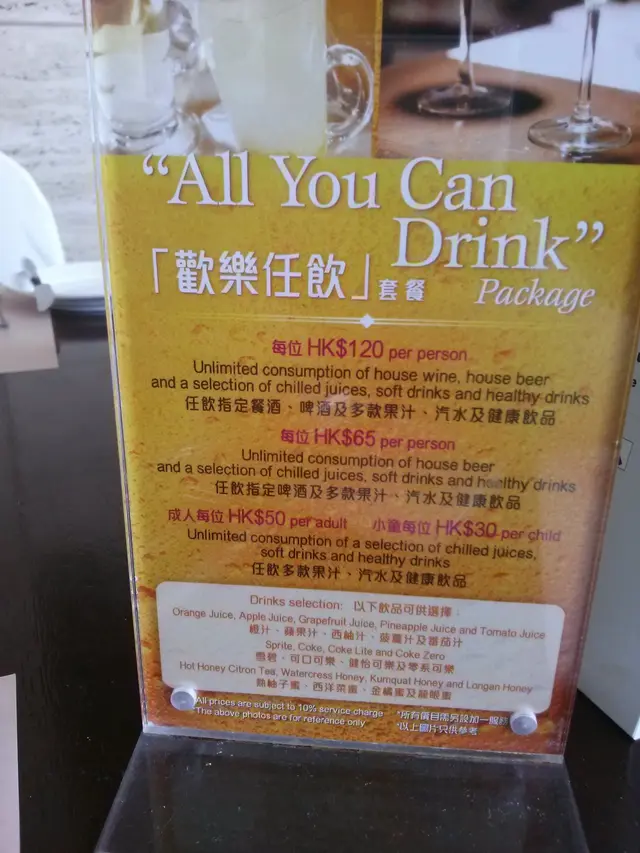 “All You Can
Drink”
「歡樂任飲」套餐 Package
每位 HK$120 per person
Unlimited consumption of house wine, house beer
and a selection of chilled juices, soft drinks and healthy drinks
任飲指定餐酒、啤酒及多款果汁、汽水及健康飲品
每位 HK$65 per person
Unlimited consumption of house beer
and a selection of chilled juices, soft drinks and healthy drinks
任飲指定啤酒及多款果汁、汽水及健康飲品
成人每位 HK$50 per adult 小童每位 HK$30 per child
Unlimited consumption of a selection of chilled juices,
soft drinks and healthy drinks
任飲多款果汁、汽水及健康飲品
Drinks selection: 以下飲品可供選擇:
Orange Juice, Apple Juice, Grapefruit Juice, Pineapple Juice and Tomato Juice
橙汁、蘋果汁、西柚汁、菠蘿汁及蕃茄汁
Sprite, Coke, Coke Lite and Coke Zero
雪碧、可口可樂、健怡可樂及零系可樂
Hot Honey Citron Tea, Watercress Honey, Kumquat Honey and Longan Honey
熱柚子蜜、西洋菜蜜、金橘蜜及龍眼蜜
All prices are subject to 10% service charge *所有價目需另設加一服務
The above photos are for reference only *以上圖片只供參考